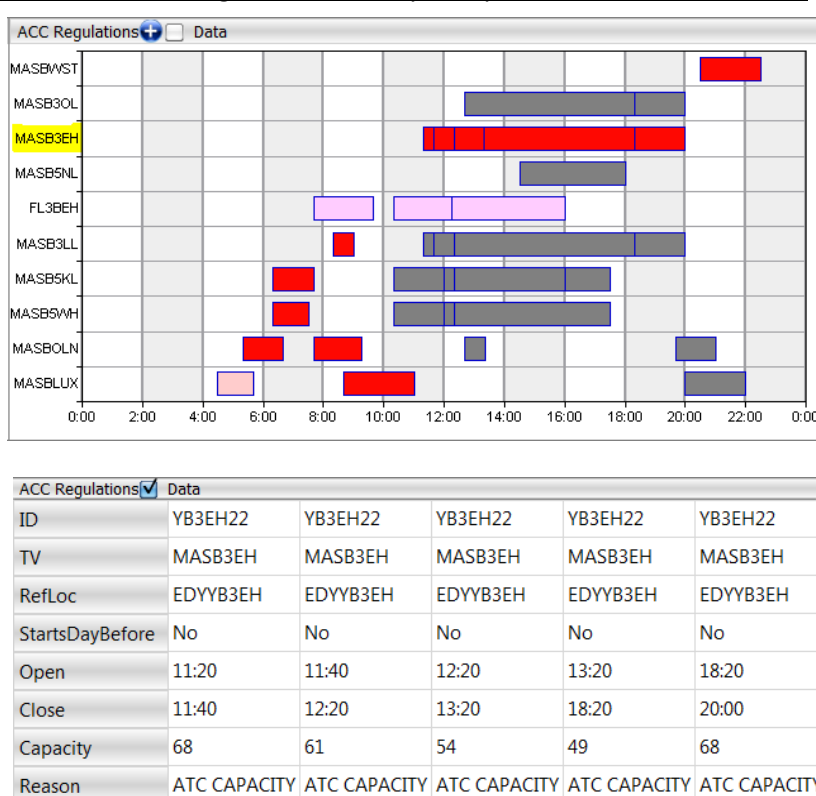 ACC Regulations Data
MASBWST
MASB3OL
MASB3EH
MASB5NL
FL3BEH
MASB3LL
MASB5KL
MASB5WH
MASBOLN
MASBLUX
0:00 2:00 4:00 6:00 8:00 10:00 12:00 14:00 16:00 18:00 20:00 22:00 0:00
ACC Regulations Data
ID YB3EH22 YB3EH22 YB3EH22 YB3EH22 YB3EH22
TV MASB3EH MASB3EH MASB3EH MASB3EH MASB3EH
RefLoc EDYYB3EH EDYYB3EH EDYYB3EH EDYYB3EH EDYYB3EH
StartsDayBefore No No No No No
Open 11:20 11:40 12:20 13:20 18:20
Close 11:40 12:20 13:20 18:20 20:00
Capacity 68 61 54 49 68
Reason ATC CAPACITY ATC CAPACITY ATC CAPACITY ATC CAPACITY ATC CAPACITY